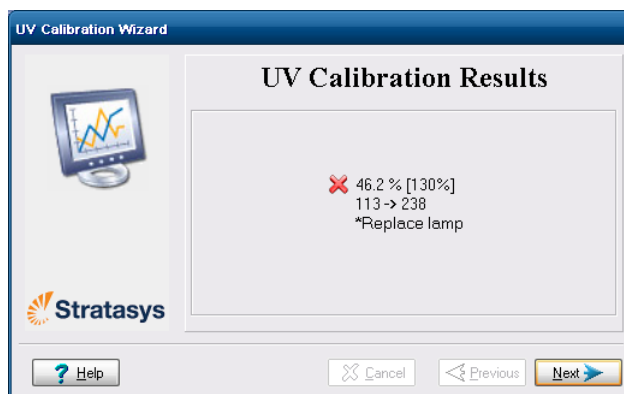 UV Calibration Wizard
UV Calibration Results
46.2 % [130%]
113 -> 238
*Replace lamp
Stratasys
? Help
Cancel
Previous
Next